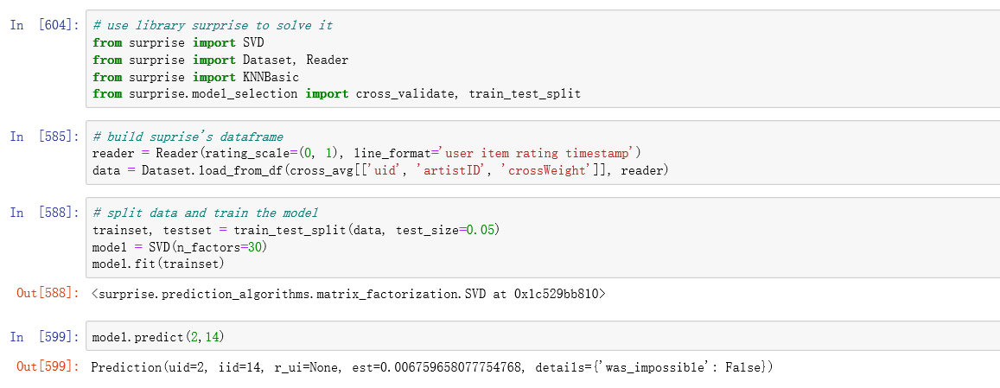 In [604]: # use library surprise to solve it
from surprise import SVD
from surprise import Dataset, Reader
from surprise import KNNBasic
from surprise.model_selection import cross_validate, train_test_split
In [585]: # build suprise's dataframe
reader = Reader(rating_scale=(0, 1), line_format='user item rating timestamp')
data = Dataset.load_from_df(cross_avg[['uid', 'artistID', 'crossWeight']], reader)
In [588]: # split data and train the model
trainset, testset = train_test_split(data, test_size=0.05)
model = SVD(n_factors=30)
model.fit(trainset)
Out[588]: <surprise.prediction_algorithms.matrix_factorization.SVD at 0x1c529bb810>
In [599]: model.predict(2,14)
Out[599]: Prediction(uid=2, iid=14, r_ui=None, est=0.006759658077754768, details={'was_impossible': False})